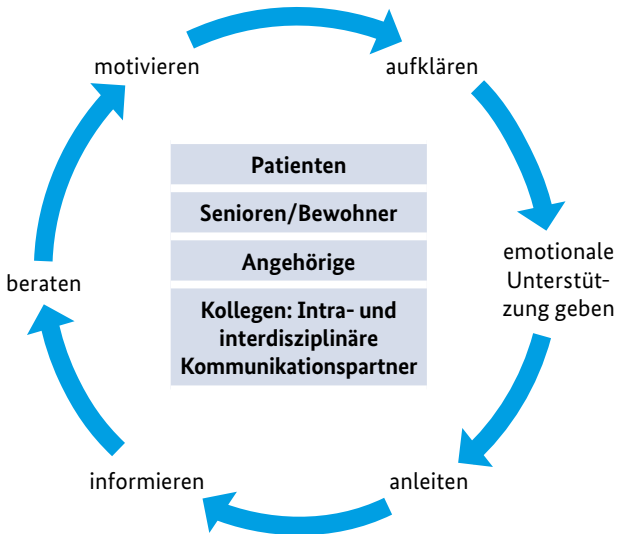 motivieren
aufklären
Patienten
Senioren/Bewohner
Angehörige
Kollegen: Intra- und
interdisziplinäre
Kommunikationspartner
emotionale
Unterstüt-
zung geben
beraten
informieren
anleiten